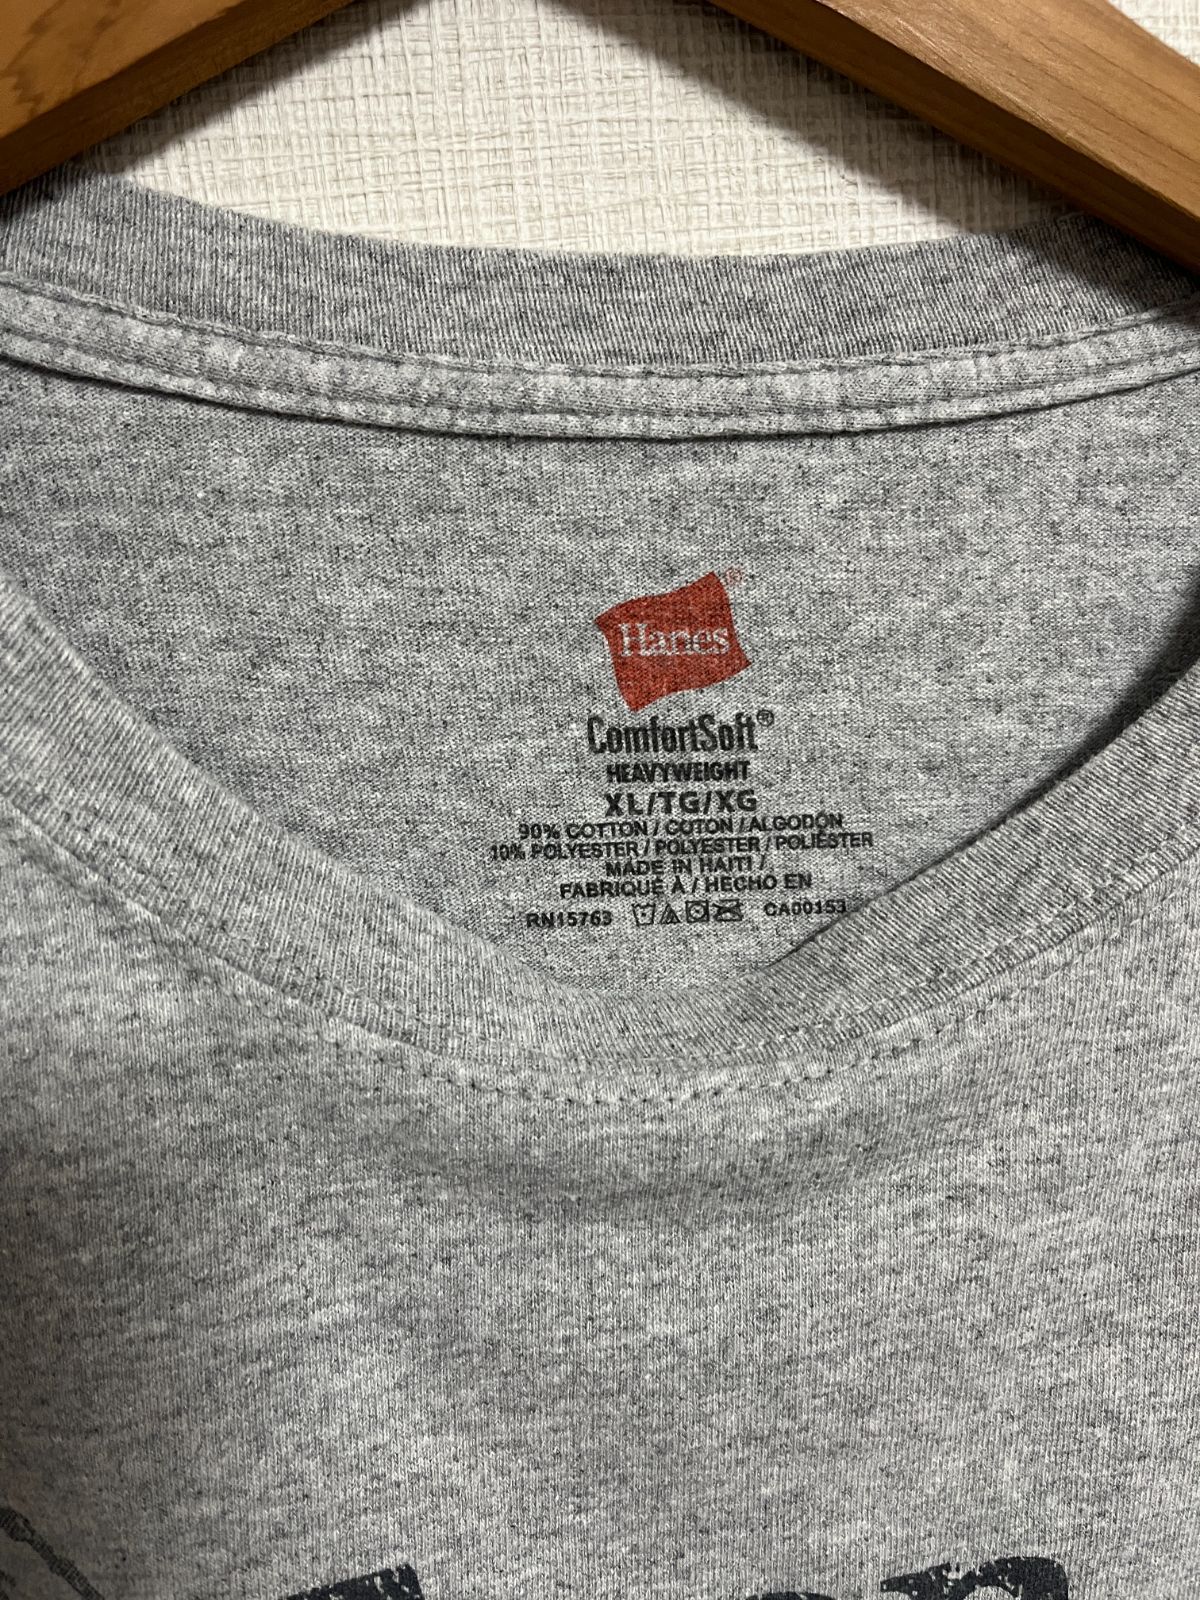 Hanes®
ComfortSoft®
HEAVYWEIGHT
XL/TG/XG
90% COTTON / COTON / ALGODÓN
10% POLYESTER / POLYESTER / POLIÉSTER
MADE IN HAITI /
FABRIQUÉ À / HECHO EN
RN15763 CA00153